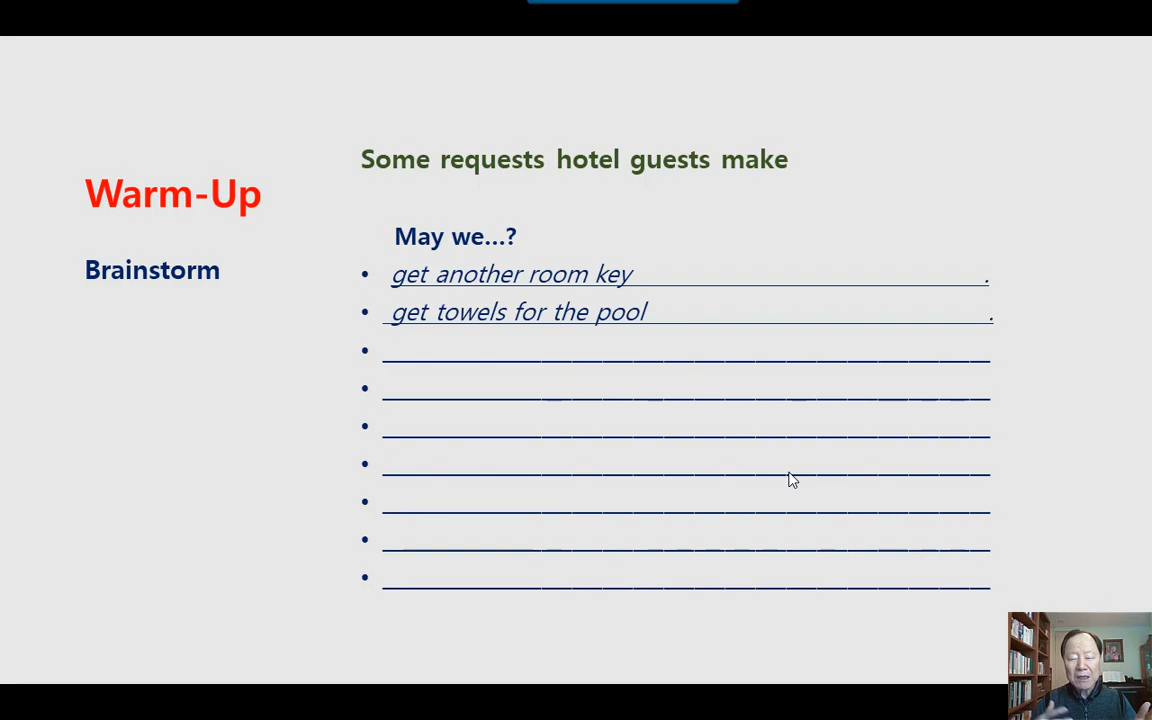 Some requests hotel guests make
Warm-Up
May we...?
Brainstorm
• get another room key .
• get towels for the pool .
•
•
•
•
•
•
•